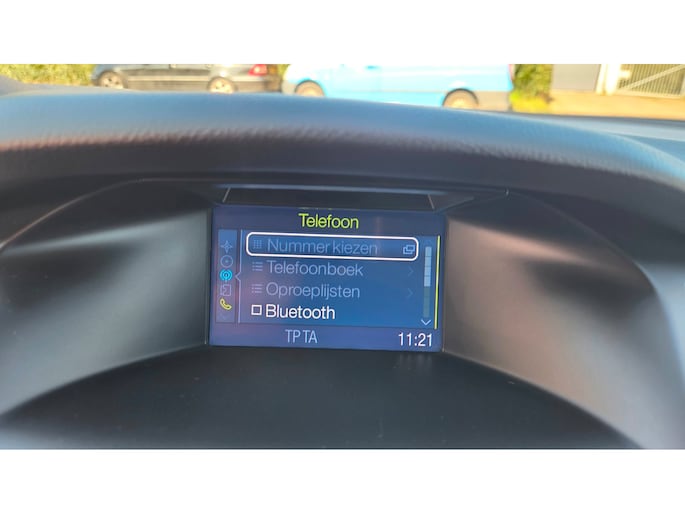 Telefoon
Nummer kiezen
Telefoonboek
Oproeplijsten
Bluetooth
TP TA 11:21